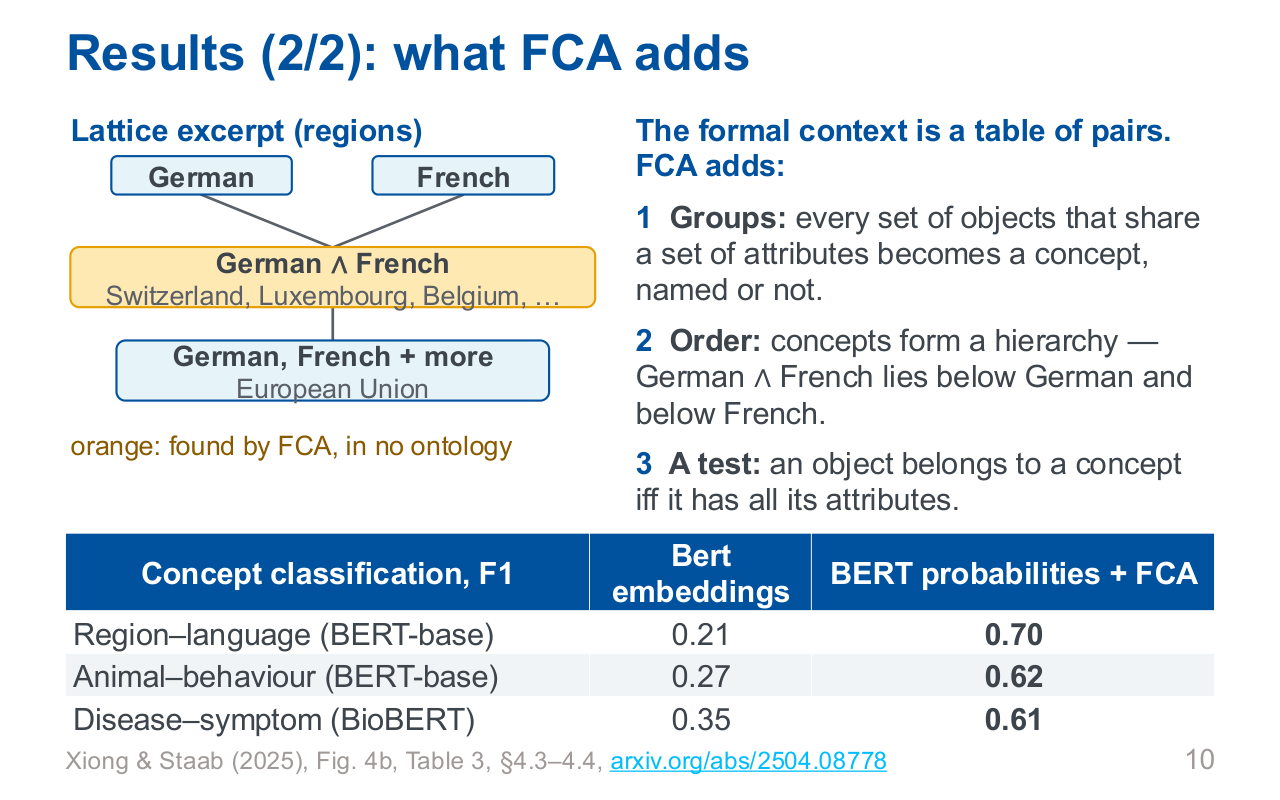 Results (2/2): what FCA adds
Lattice excerpt (regions)
German
French
German ∧ French
Switzerland, Luxembourg, Belgium, …
German, French + more
European Union
orange: found by FCA, in no ontology
The formal context is a table of pairs.
FCA adds:
1 Groups: every set of objects that share
a set of attributes becomes a concept,
named or not.
2 Order: concepts form a hierarchy —
German ∧ French lies below German and
below French.
3 A test: an object belongs to a concept
iff it has all its attributes.
Concept classification, F1
Bert
embeddings
BERT probabilities + FCA
Region–language (BERT-base) 0.21 0.70
Animal–behaviour (BERT-base) 0.27 0.62
Disease–symptom (BioBERT) 0.35 0.61
Xiong & Staab (2025), Fig. 4b, Table 3, §4.3–4.4, arxiv.org/abs/2504.08778
10